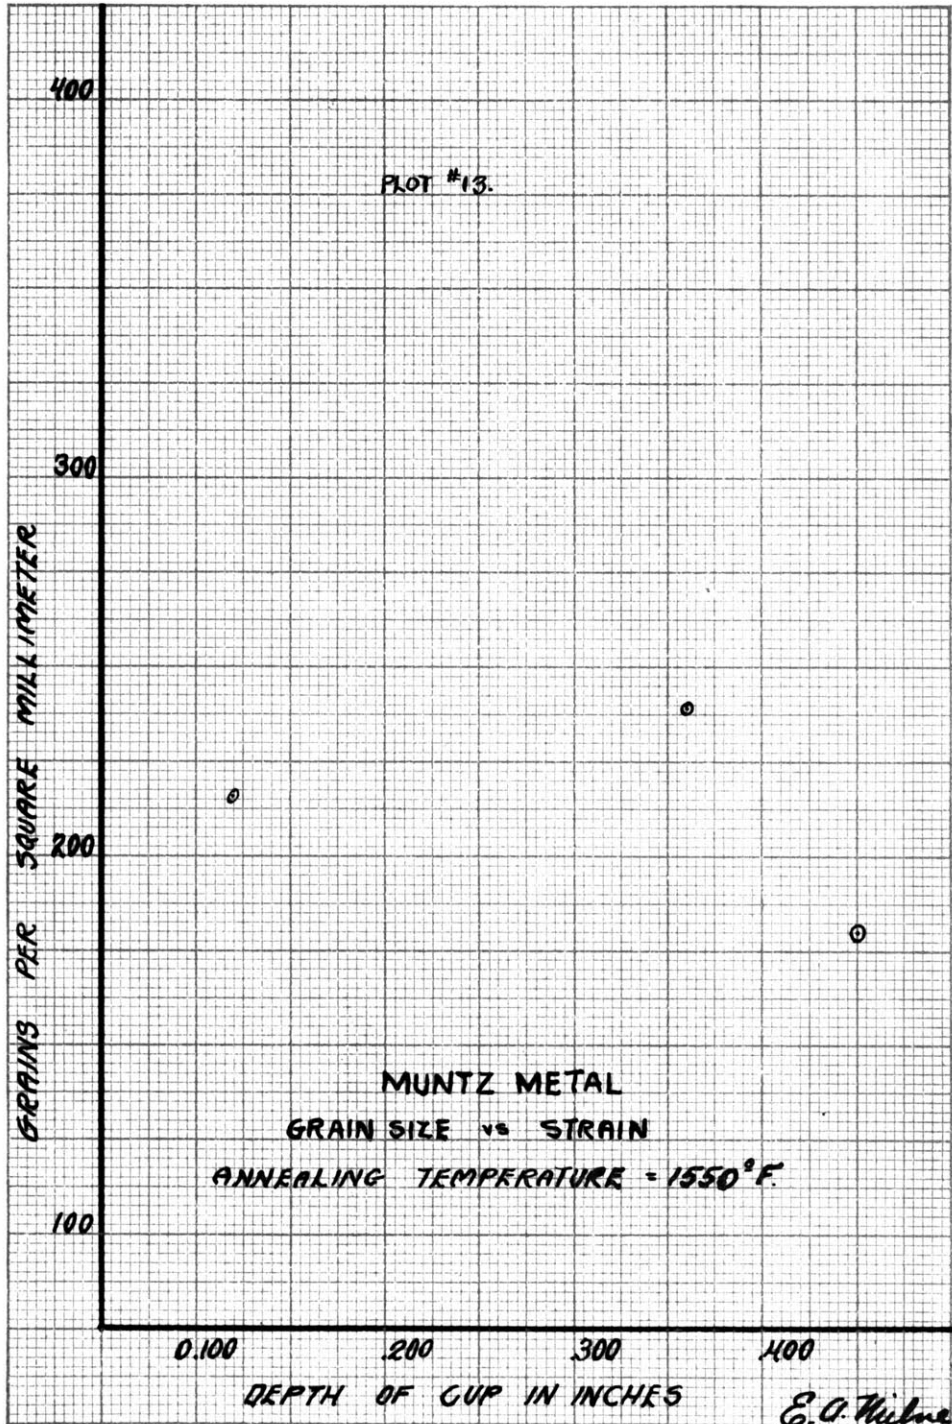 400
PLOT #13.
300
200
100
GRAINS PER SQUARE MILLIMETER
MUNTZ METAL
GRAIN SIZE vs STRAIN
ANNEALING TEMPERATURE = 1550°F.
0.100 .200 .300 .400
DEPTH OF CUP IN INCHES
E. A.